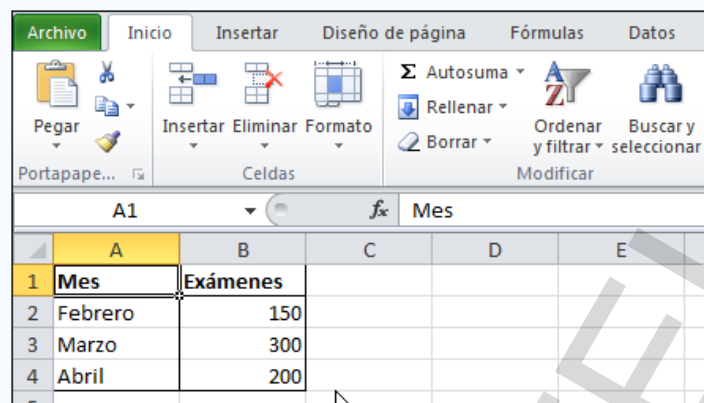 Archivo Inicio Insertar Diseño de página Fórmulas Datos
Σ Autosuma
Rellenar
Borrar
Pegar
Insertar Eliminar Formato
Ordenar y filtrar
Buscar y seleccionar
Portapape... Celdas Modificar
A1 fx Mes
A B C D E
1 Mes Exámenes
2 Febrero 150
3 Marzo 300
4 Abril 200